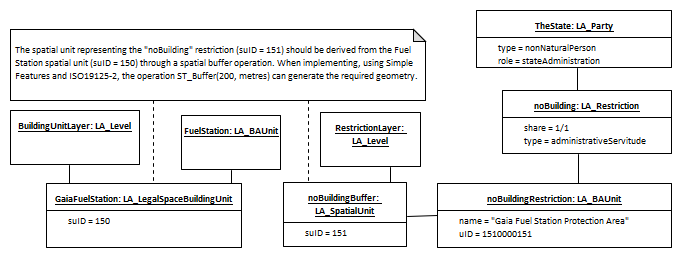 TheState: LA_Party
type = nonNaturalPerson
role = stateAdministration
The spatial unit representing the "noBuilding" restriction (suID = 151) should be derived from the Fuel
Station spatial unit (suID = 150) through a spatial buffer operation. When implementing, using Simple
Features and ISO19125-2, the operation ST_Buffer(200, metres) can generate the required geometry.
noBuilding: LA_Restriction
share = 1/1
type = administrativeServitude
BuildingUnitLayer: LA_Level
FuelStation: LA_BAUnit
RestrictionLayer:
LA_Level
GaiaFuelStation: LA_LegalSpaceBuildingUnit
suID = 150
noBuildingBuffer:
LA_SpatialUnit
suID = 151
noBuildingRestriction: LA_BAUnit
name = "Gaia Fuel Station Protection Area"
uID = 1510000151